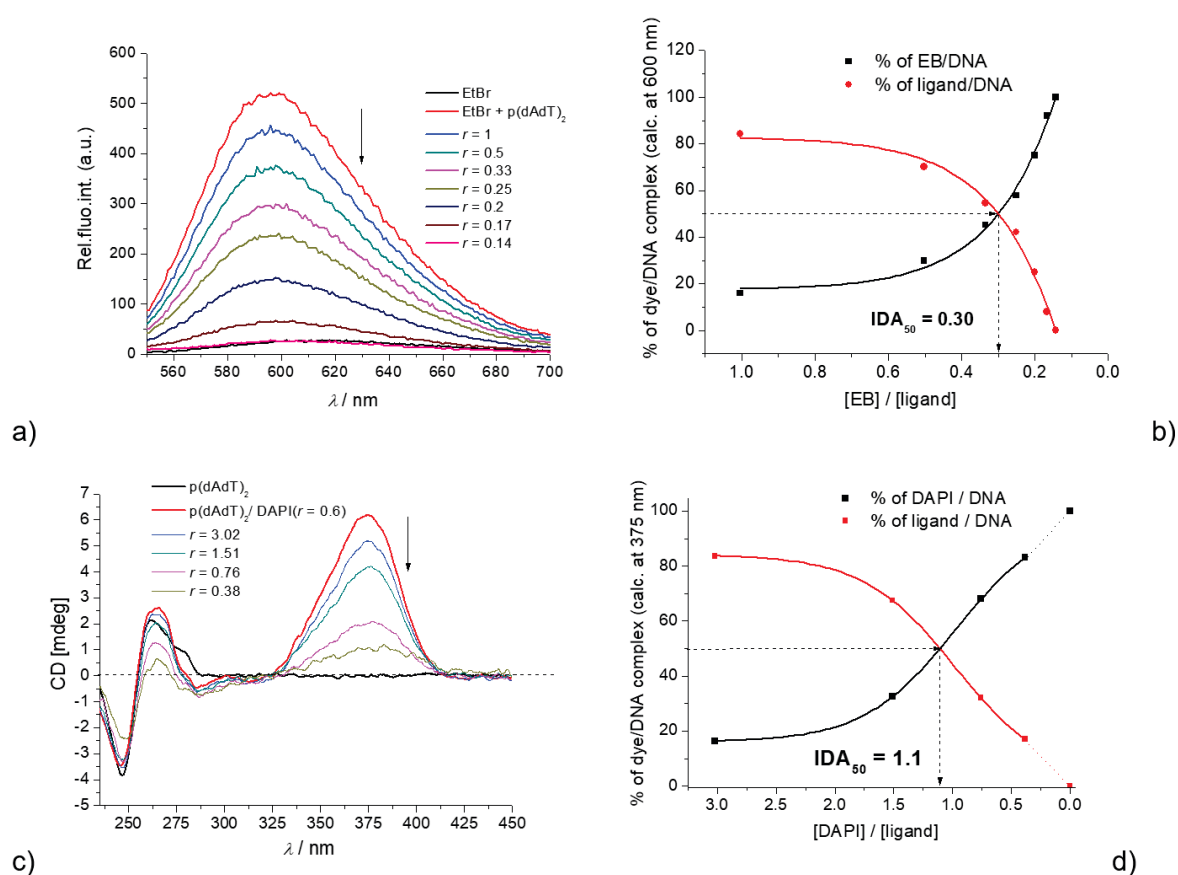 600
500
400
300
200
100
0
Rel.fluo.int. (a.u.)
560 580 600 620 640 660 680 700
λ / nm
EtBr
EtBr + p(dAdT)2
r = 1
r = 0.5
r = 0.33
r = 0.25
r = 0.2
r = 0.17
r = 0.14
a)
120
100
80
60
40
20
0
% of dye/DNA complex (calc. at 600 nm)
% of EB/DNA
% of ligand/DNA
IDA50 = 0.30
1.0 0.8 0.6 0.4 0.2 0.0
[EB] / [ligand]
b)
7
6
5
4
3
2
1
0
-1
-2
-3
-4
-5
CD [mdeg]
p(dAdT)2
p(dAdT)2/ DAPI(r = 0.6)
r = 3.02
r = 1.51
r = 0.76
r = 0.38
250 275 300 325 350 375 400 425 450
λ / nm
c)
100
80
60
40
20
0
% of dye/DNA complex (calc. at 375 nm)
% of DAPI / DNA
% of ligand / DNA
IDA50 = 1.1
3.0 2.5 2.0 1.5 1.0 0.5 0.0
[DAPI] / [ligand]
d)